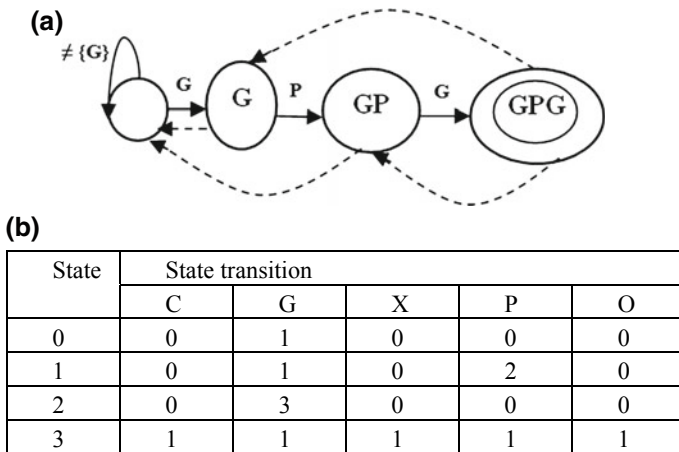 (a)
≠ {G}
G
G
P
GP
G
GPG
(b)
State State transition
C G X P O
0 0 1 0 0 0
1 0 1 0 2 0
2 0 3 0 0 0
3 1 1 1 1 1